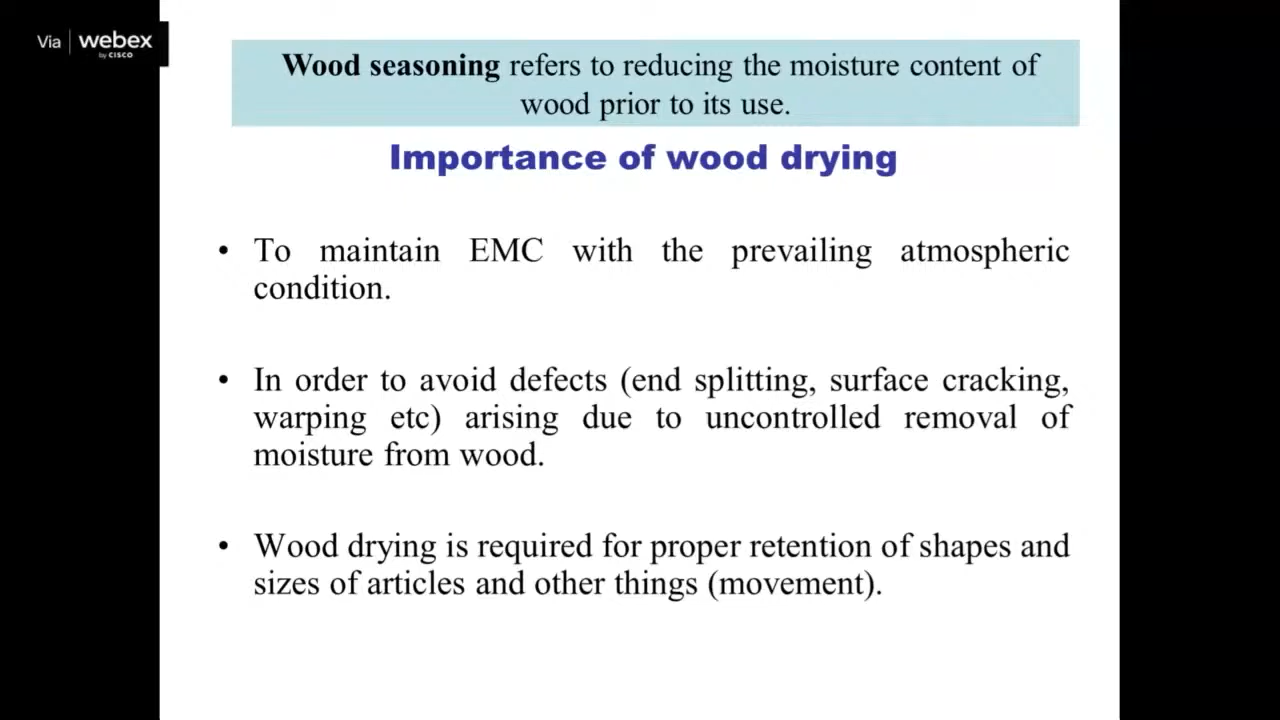 Via webex
by CISCO
Wood seasoning refers to reducing the moisture content of
wood prior to its use.
Importance of wood drying
• To maintain EMC with the prevailing atmospheric
condition.
• In order to avoid defects (end splitting, surface cracking,
warping etc) arising due to uncontrolled removal of
moisture from wood.
• Wood drying is required for proper retention of shapes and
sizes of articles and other things (movement).